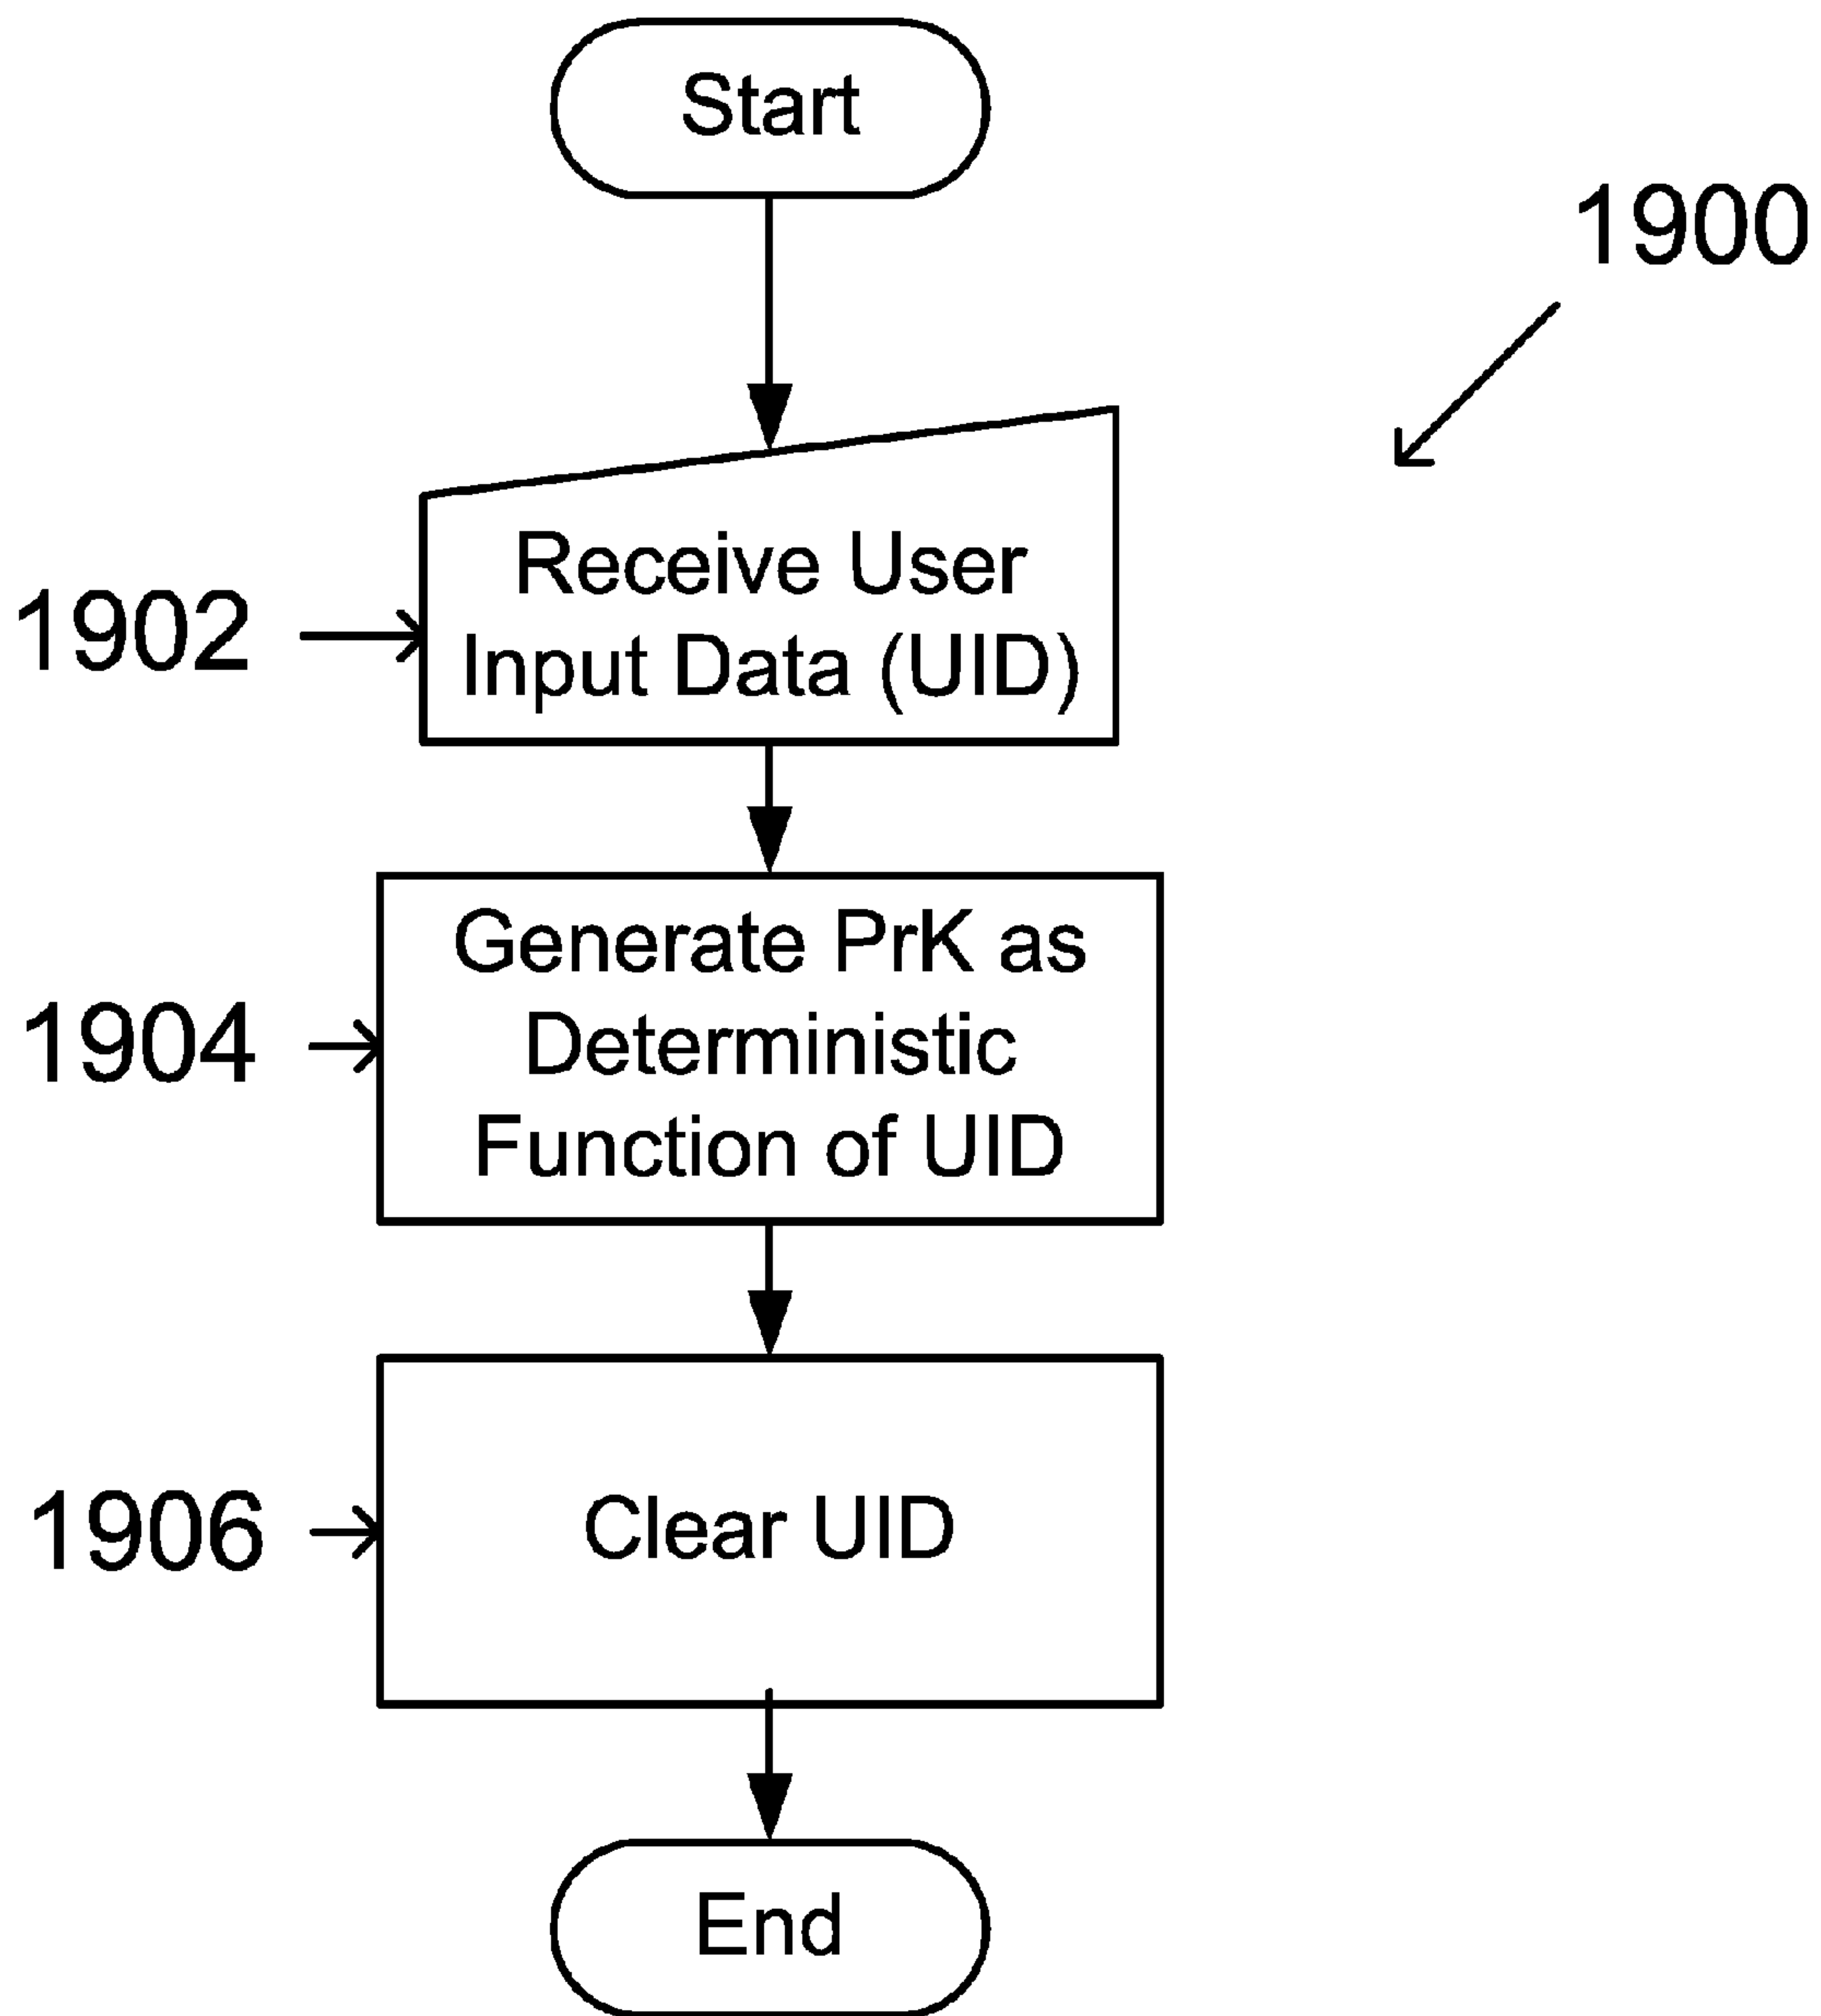 Start
1900
Receive User
1902
Input Data (UID)
Generate PrK as
1904
Deterministic
Function of UID
1906
Clear UID
End